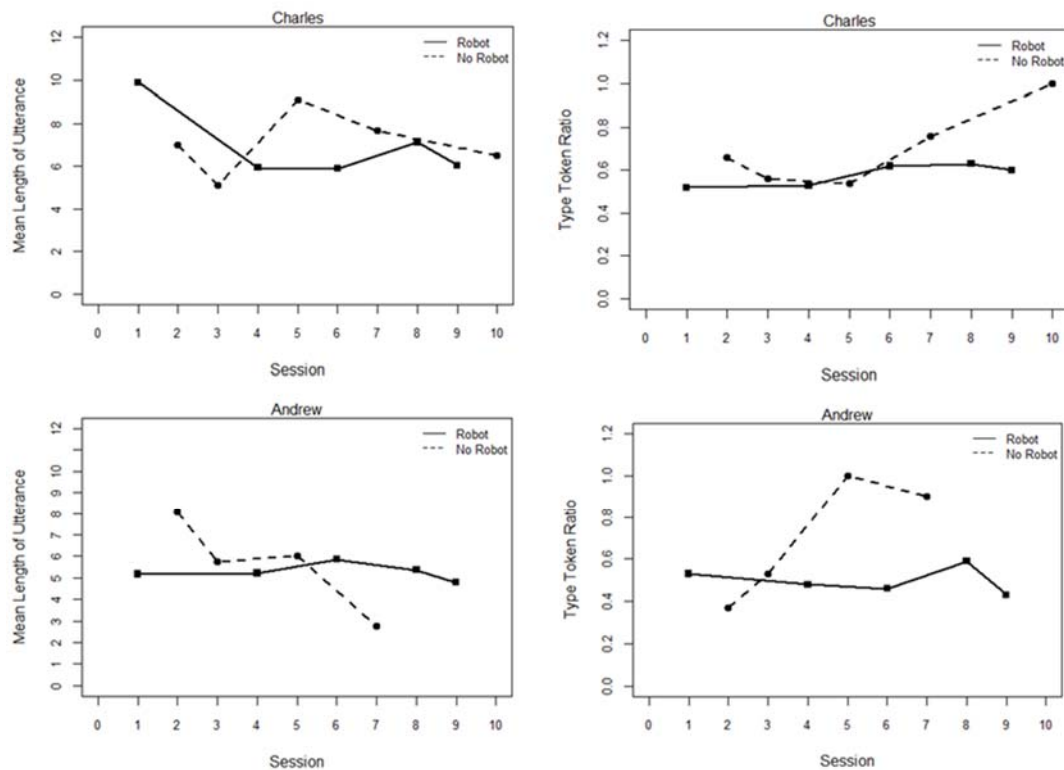 Charles
Mean Length of Utterance
12
10
8
6
4
2
0
Robot
No Robot
0 1 2 3 4 5 6 7 8 9 10
Session
Charles
Type Token Ratio
1.2
1.0
0.8
0.6
0.4
0.2
0.0
Robot
No Robot
0 1 2 3 4 5 6 7 8 9 10
Session
Andrew
Mean Length of Utterance
12
11
10
9
8
7
6
5
4
3
2
1
0
Robot
No Robot
0 1 2 3 4 5 6 7 8 9 10
Session
Andrew
Type Token Ratio
1.2
1.0
0.8
0.6
0.4
0.2
0.0
Robot
No Robot
0 1 2 3 4 5 6 7 8 9 10
Session